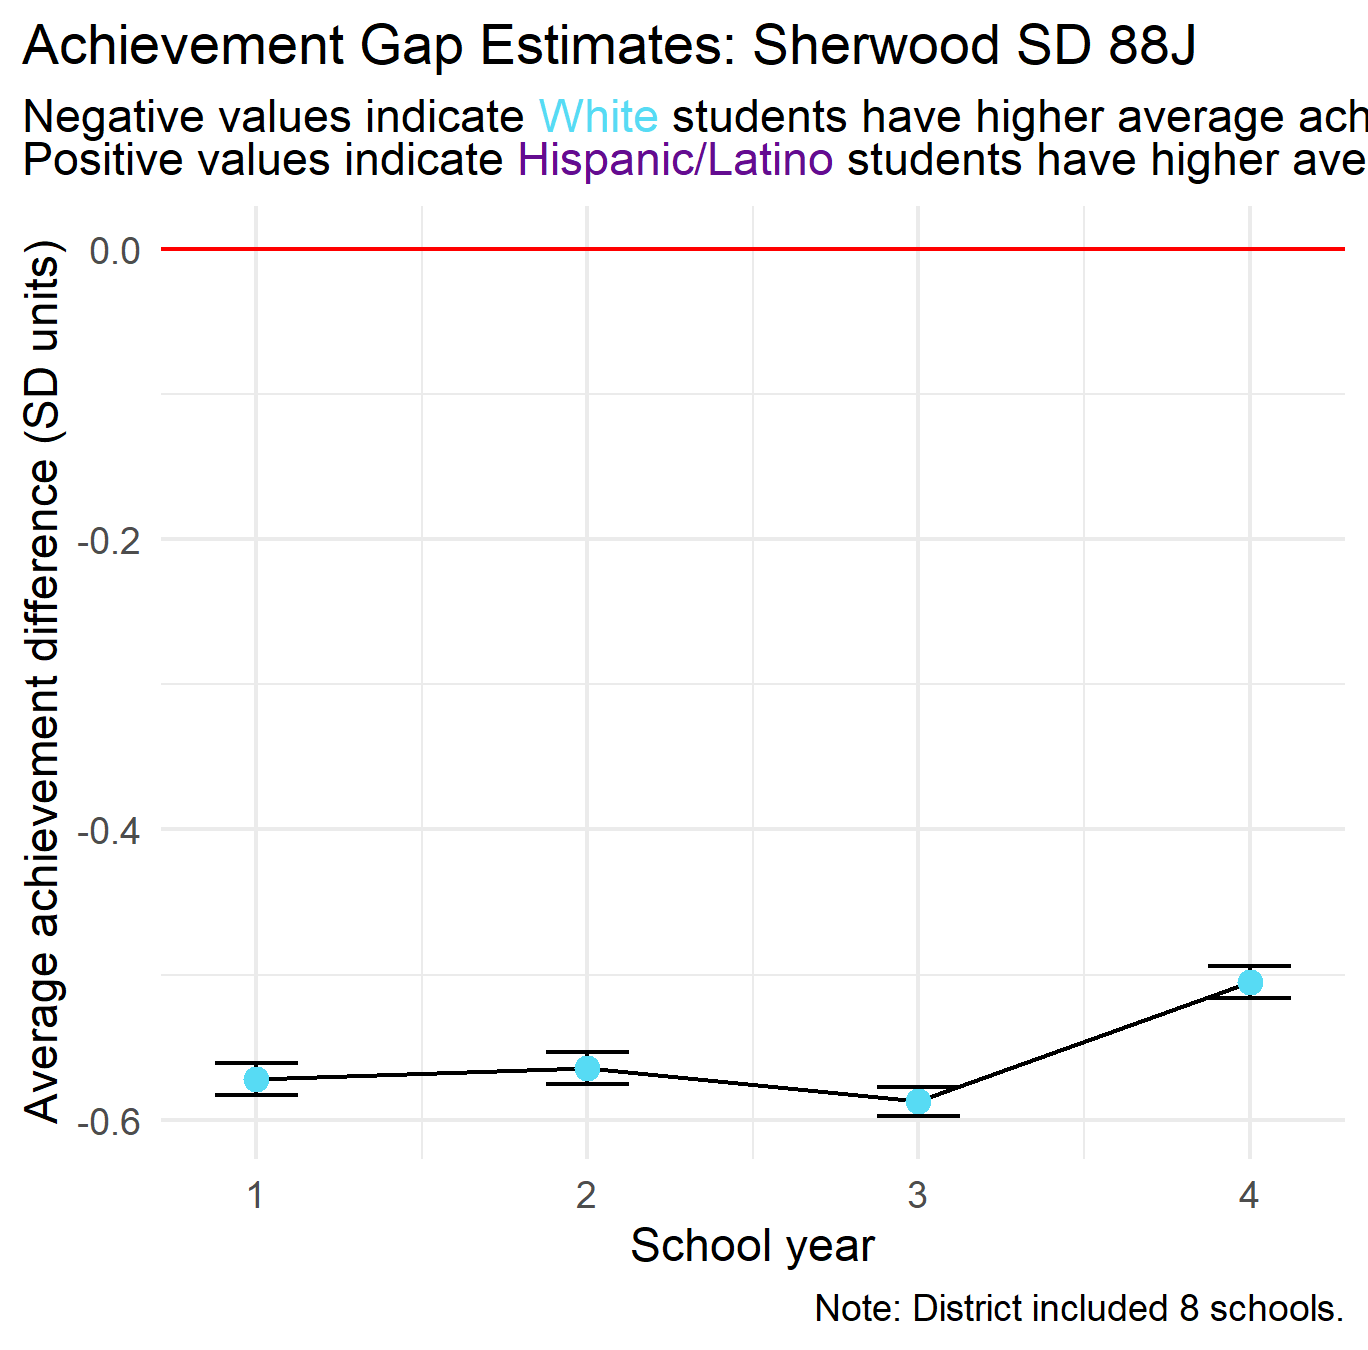 Achievement Gap Estimates: Sherwood SD 88J
Negative values indicate White students have higher average ach
Positive values indicate Hispanic/Latino students have higher ave
Average achievement difference (SD units)
0.0
-0.2
-0.4
-0.6
1 2 3 4
School year
Note: District included 8 schools.